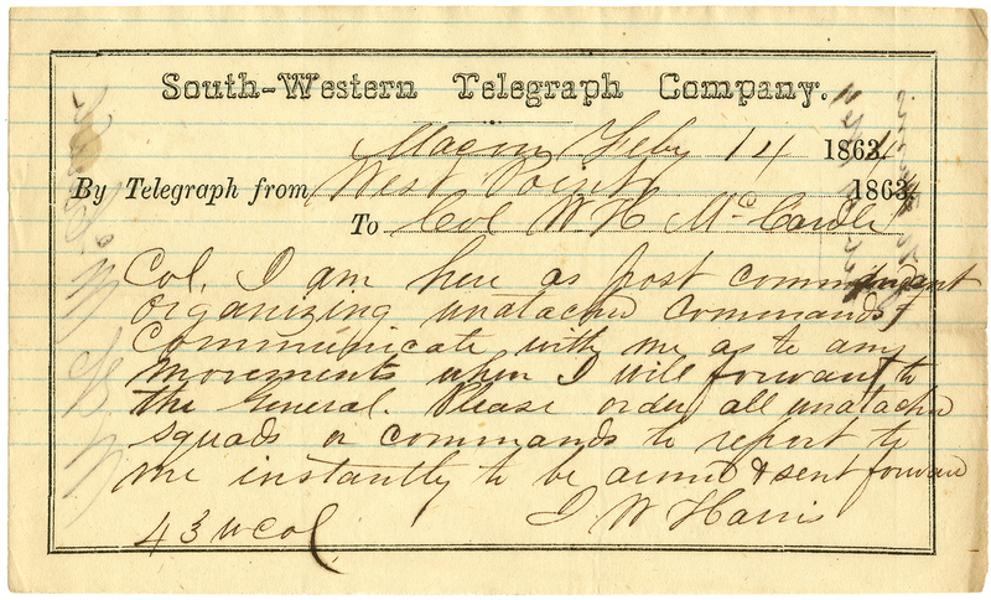 South-Western Telegraph Company.
Macon Feby 14 1863
By Telegraph from West Point 1863
To Col W. H McCardle
Col, I am here as post commandant
organizing unatached commands
Communicate with me as to any
movements when I will forward to
the General. Please order all unatached
squads or commands to report to
me instantly to be armed & sent forward
43 w col
I W Harris